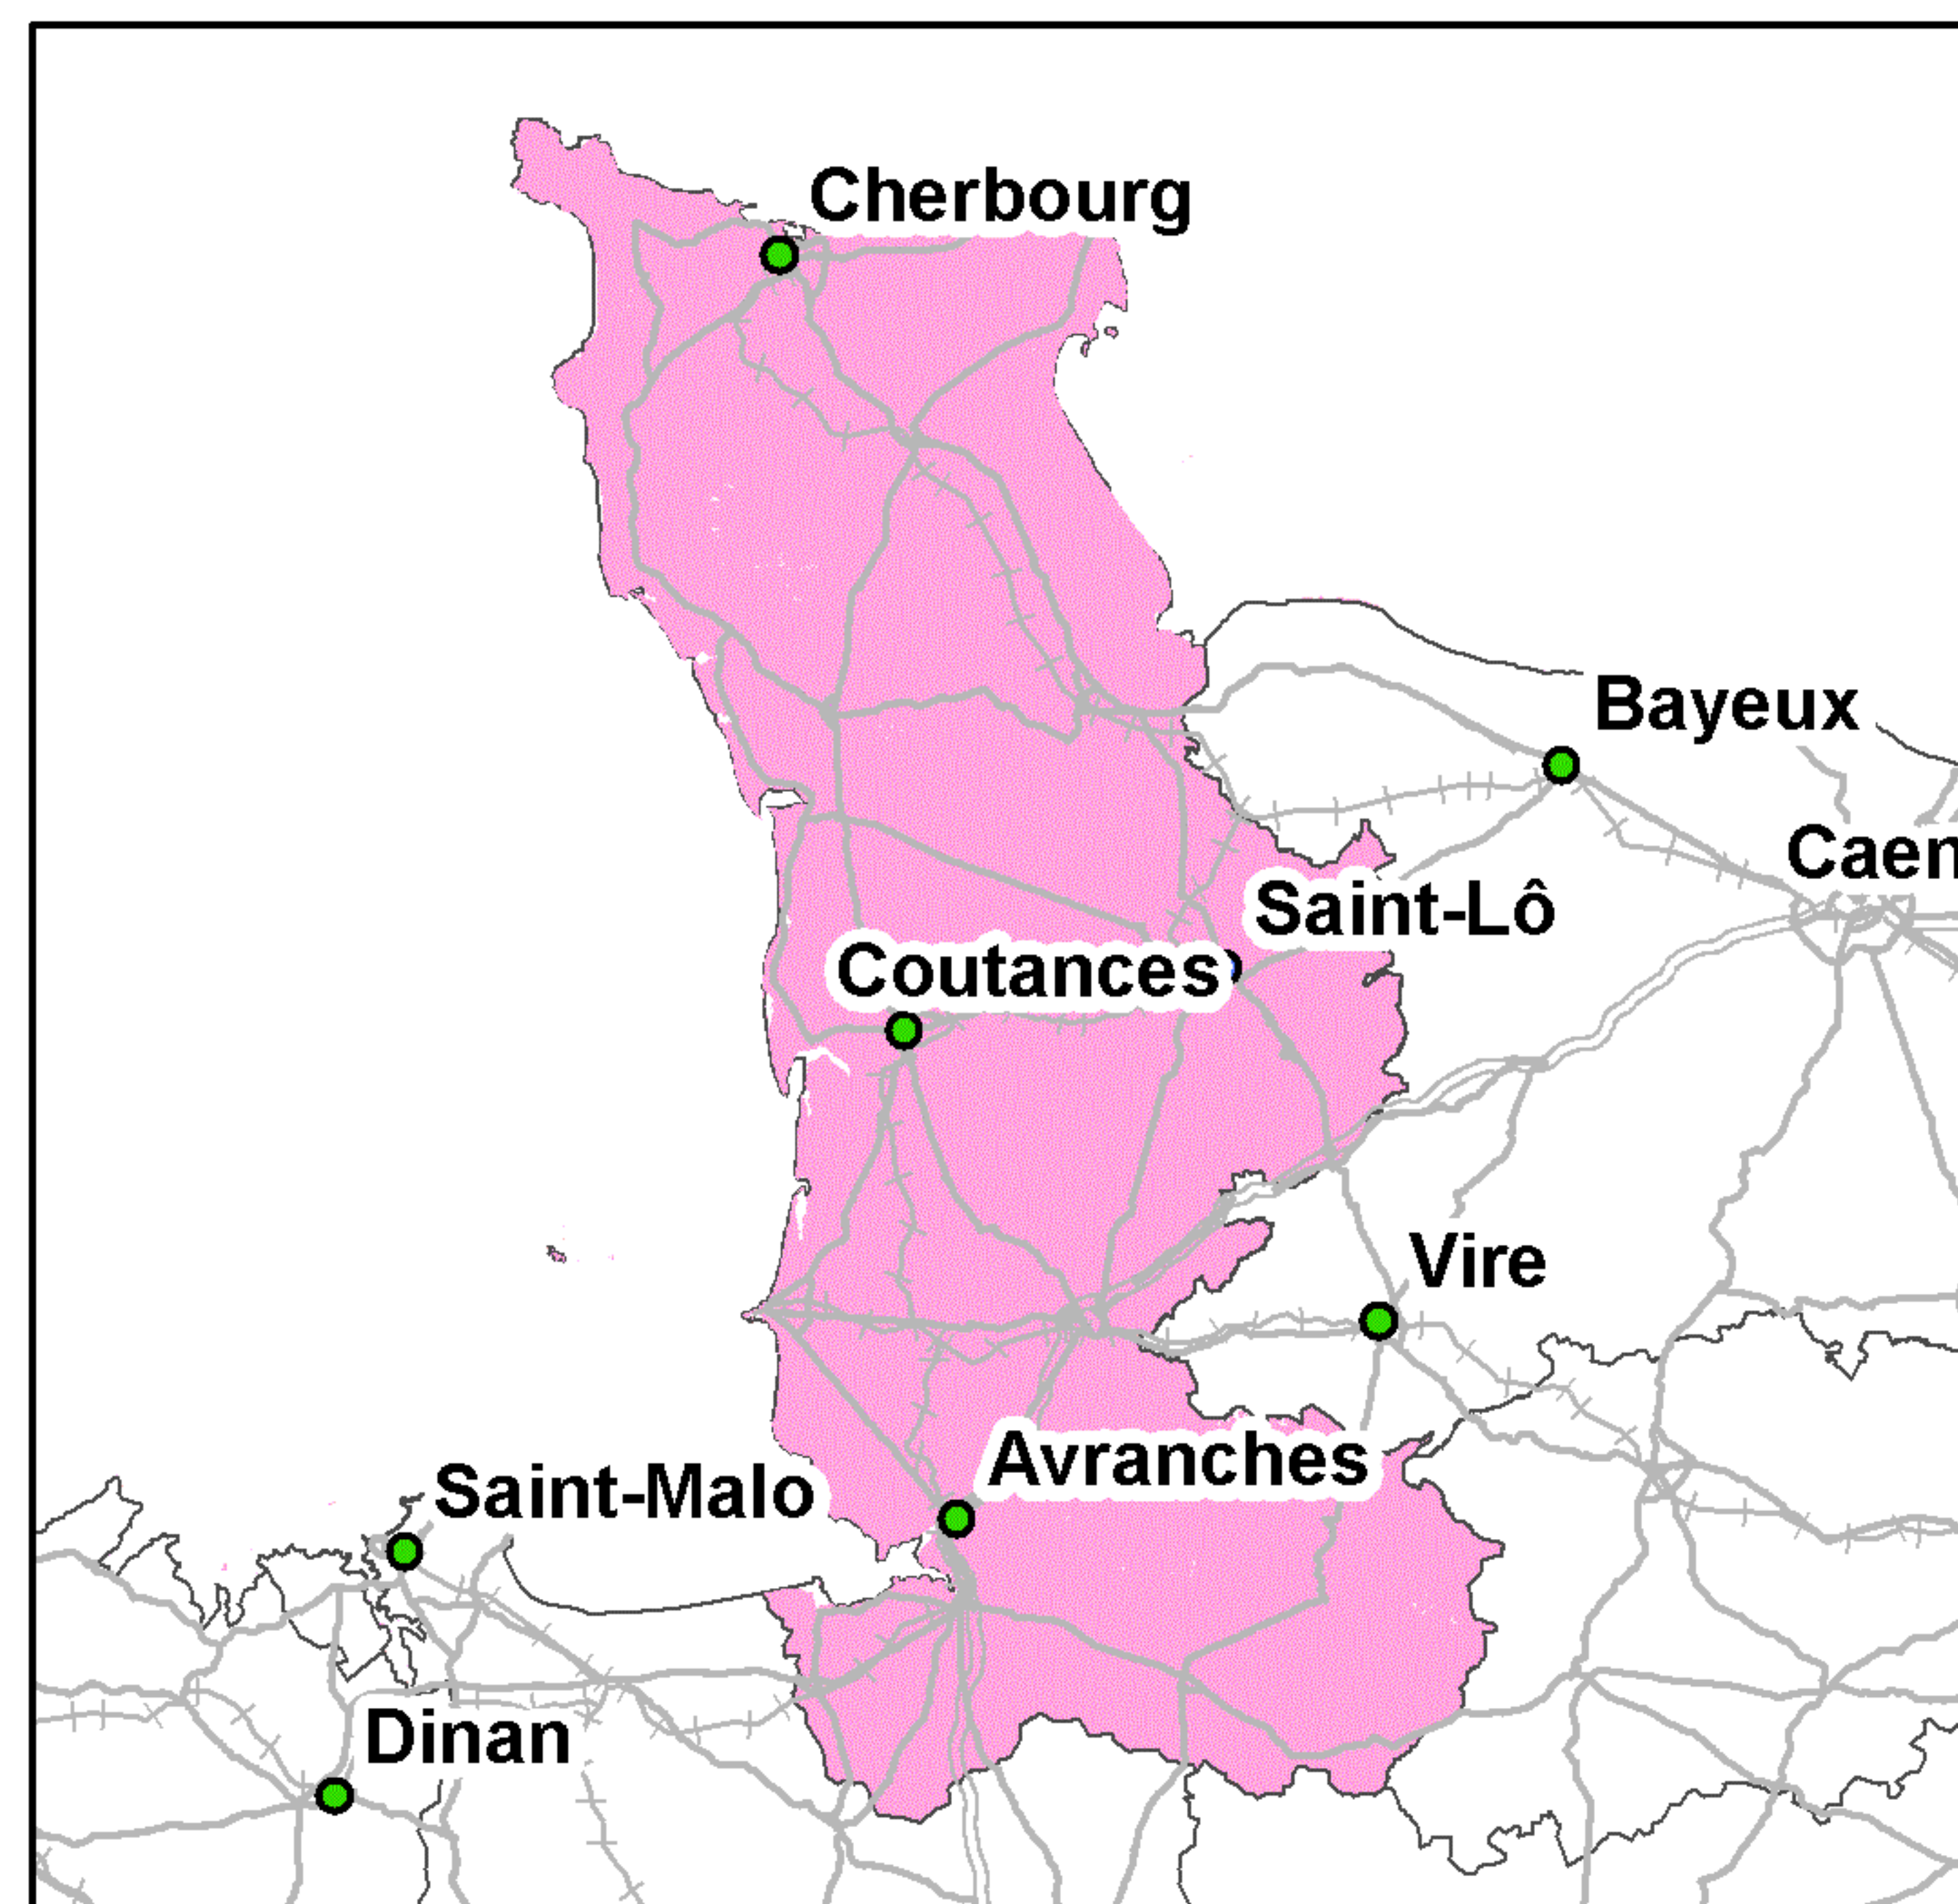 Cherbourg
Bayeux
Caen
Saint-Lô
Coutances
Vire
Avranches
Saint-Malo
Dinan